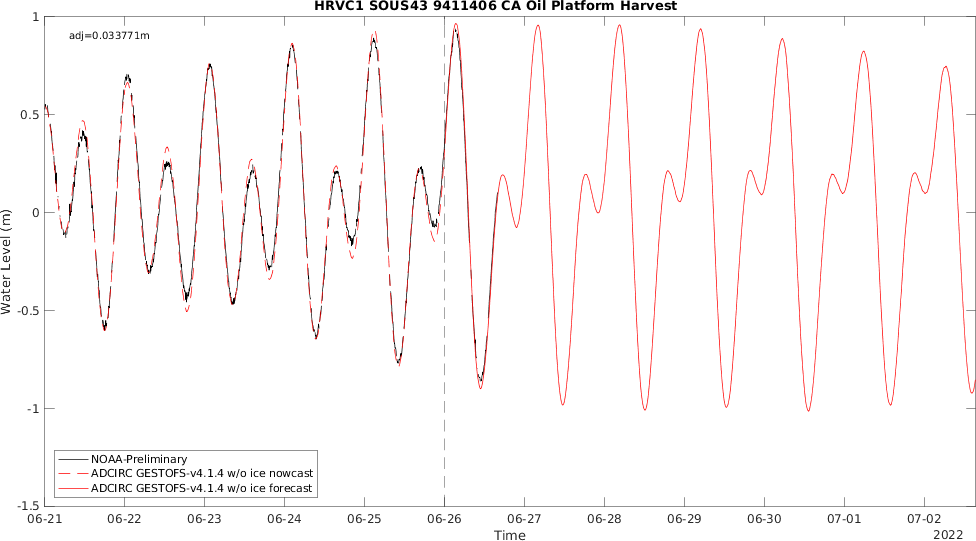 HRVC1 SOUS43 9411406 CA Oil Platform Harvest
adj=0.033771m
1
0.5
0
-0.5
-1
-1.5
Water Level (m)
NOAA-Preliminary
ADCIRC GESTOFS-v4.1.4 w/o ice nowcast
ADCIRC GESTOFS-v4.1.4 w/o ice forecast
06-21 06-22 06-23 06-24 06-25 06-26 06-27 06-28 06-29 06-30 07-01 07-02
Time
2022